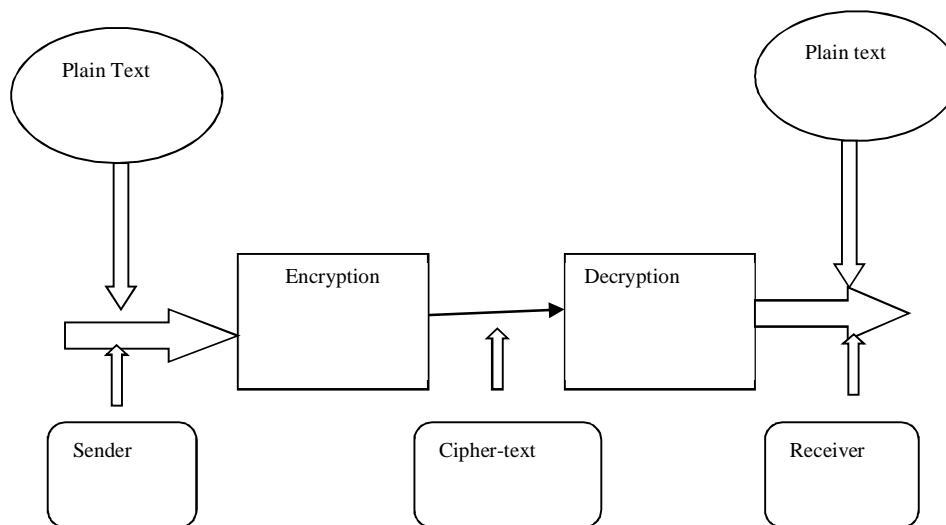 Plain Text
Plain text
Encryption
Decryption
Sender
Cipher-text
Receiver